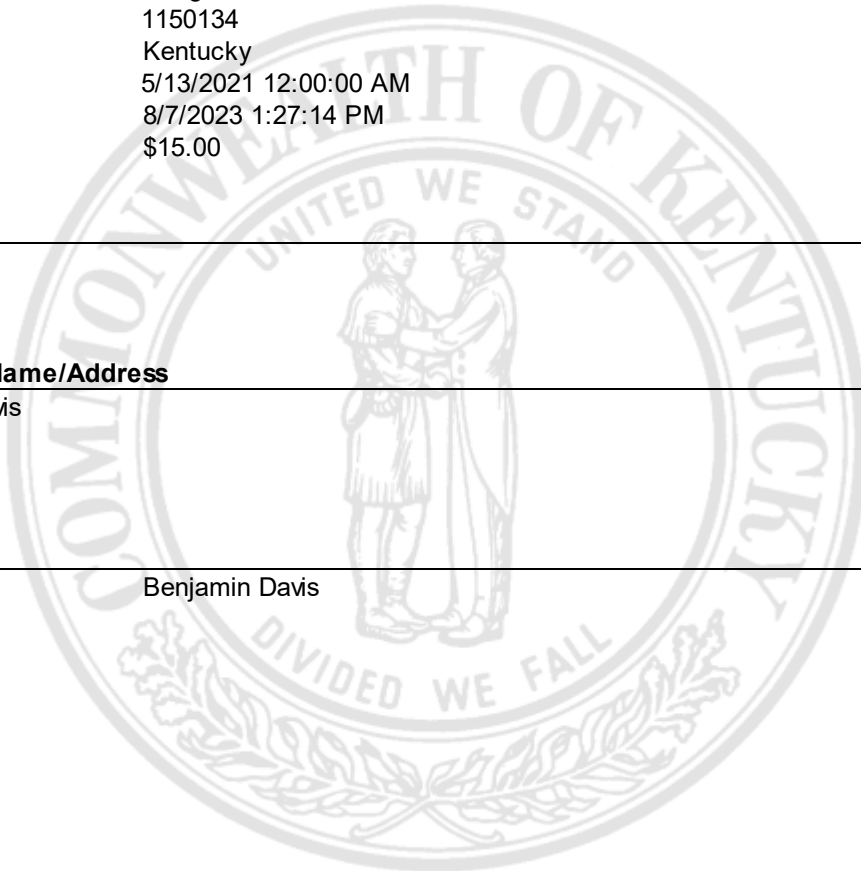 1150134
Kentucky
5/13/2021 12:00:00 AM
8/7/2023 1:27:14 PM
$15.00
COMMONWEALTH OF KENTUCKY
UNITED WE STAND
Name/Address
vis
Benjamin Davis
DIVIDED WE FALL